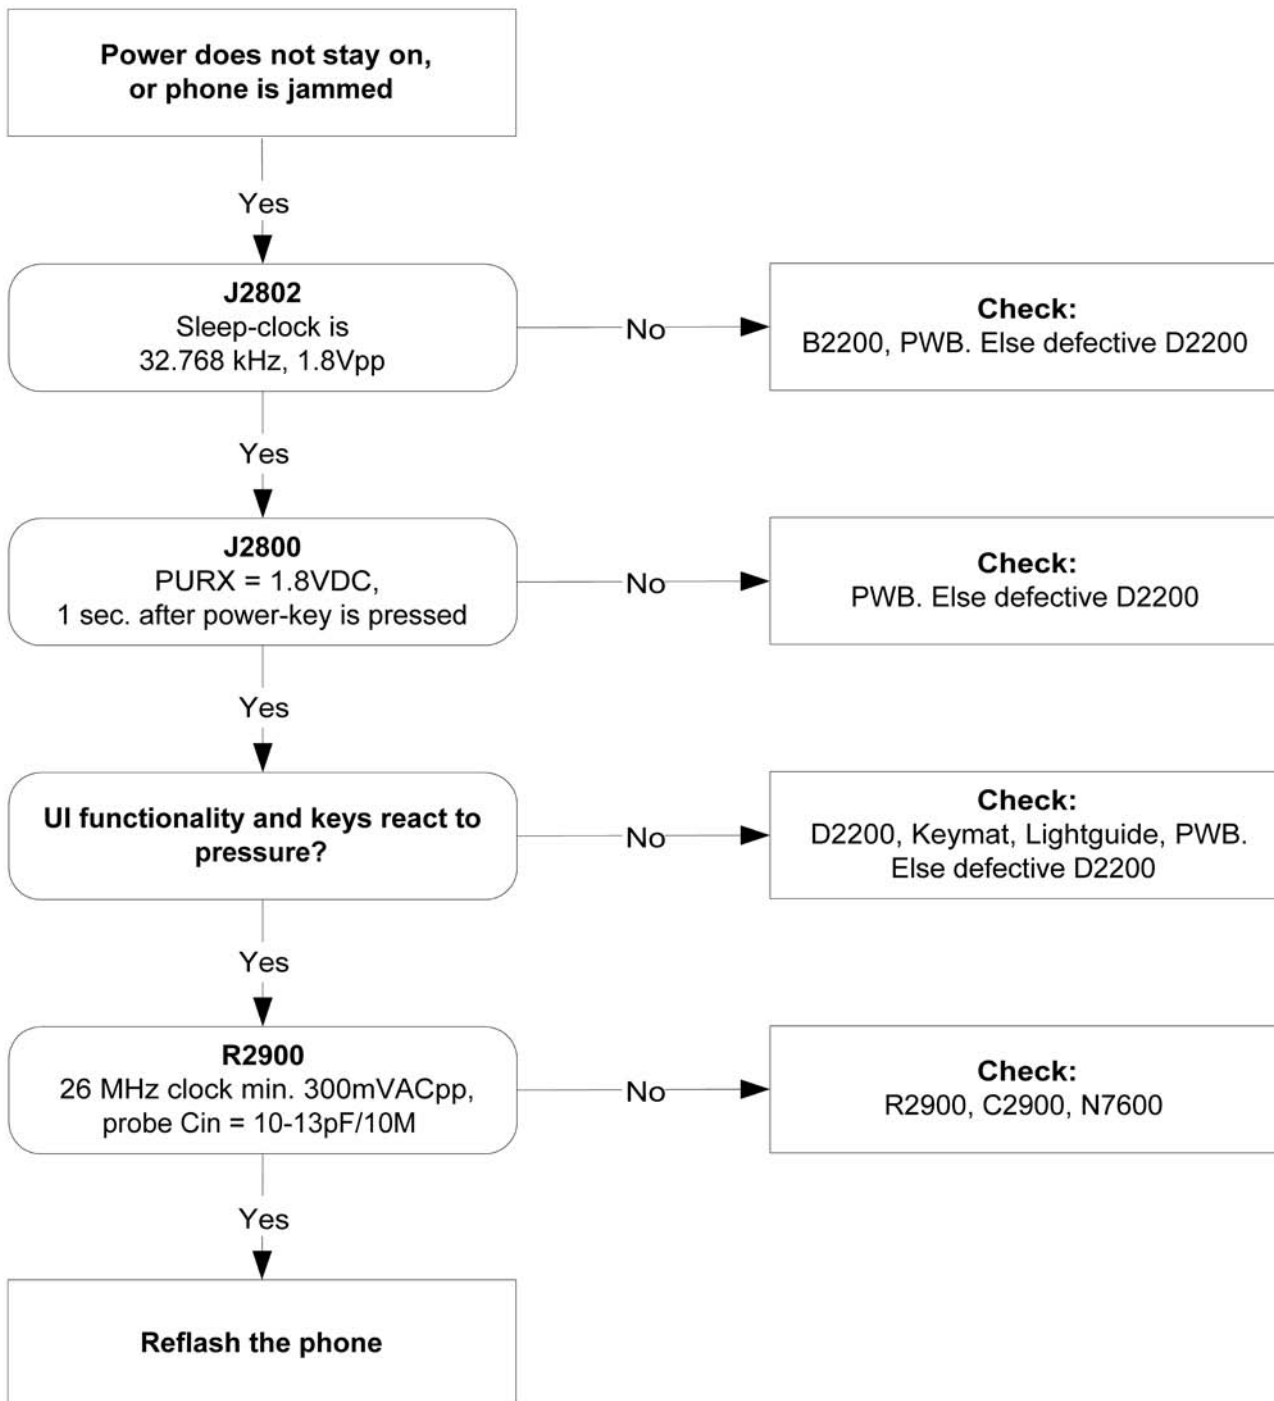 Power does not stay on,
or phone is jammed
Yes
J2802
Sleep-clock is
32.768 kHz, 1.8Vpp
No
Check:
B2200, PWB. Else defective D2200
Yes
J2800
PURX = 1.8VDC,
1 sec. after power-key is pressed
No
Check:
PWB. Else defective D2200
Yes
UI functionality and keys react to
pressure?
No
Check:
D2200, Keymat, Lightguide, PWB.
Else defective D2200
Yes
R2900
26 MHz clock min. 300mVACpp,
probe Cin = 10-13pF/10M
No
Check:
R2900, C2900, N7600
Yes
Reflash the phone